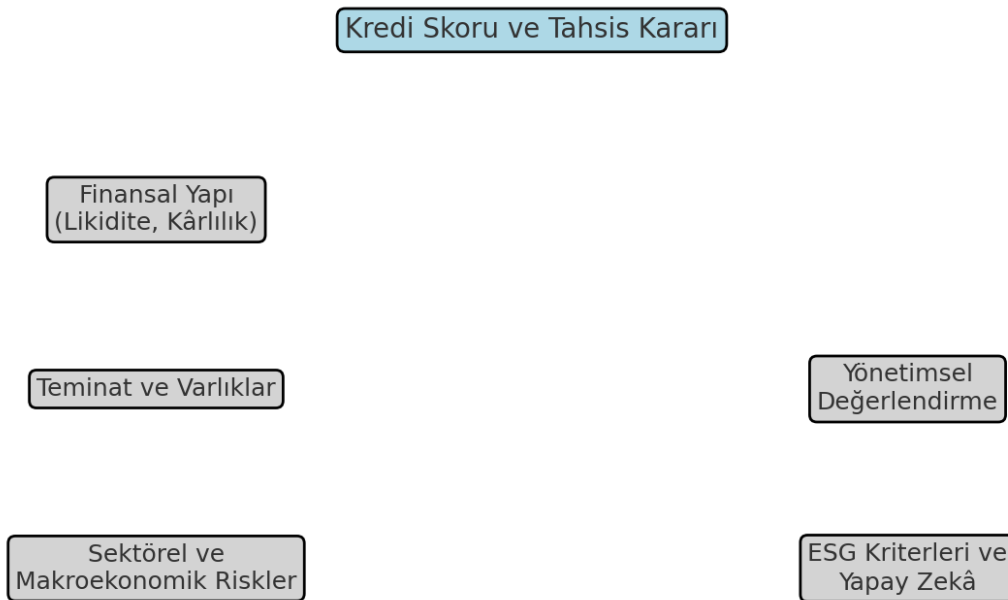 Kredi Skoru ve Tahsis Kararı
Finansal Yapı
(Likidite, Kârlılık)
Teminat ve Varlıklar
Yönetimsel
Değerlendirme
Sektörel ve
Makroekonomik Riskler
ESG Kriterleri ve
Yapay Zekâ